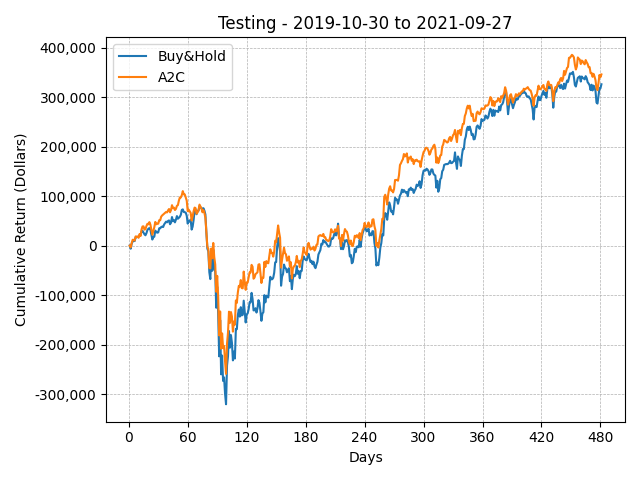 Testing - 2019-10-30 to 2021-09-27
Buy&Hold
A2C
Cumulative Return (Dollars)
400,000
300,000
200,000
100,000
0
-100,000
-200,000
-300,000
0 60 120 180 240 300 360 420 480
Days